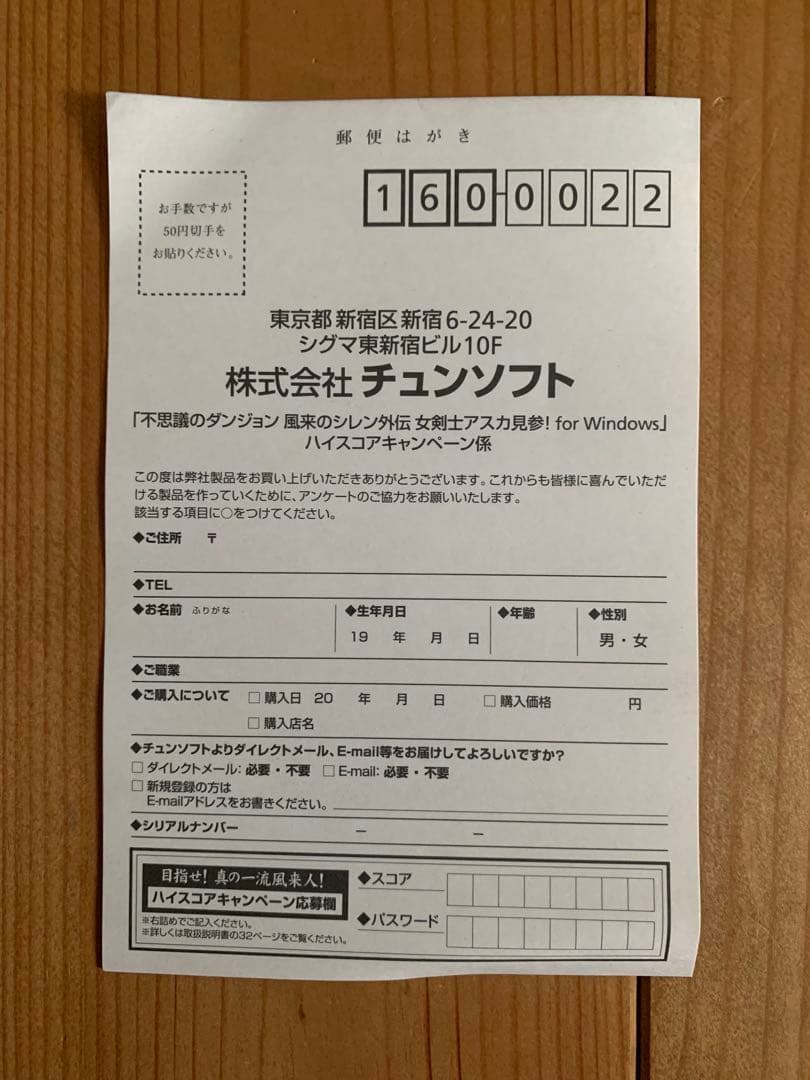 郵便はがき
お手数ですが
50円切手を
お貼りください。
160-0022
東京都 新宿区 新宿 6-24-20
シグマ東新宿ビル10F
株式会社 チュンソフト
「不思議のダンジョン 風来のシレン外伝 女剣士アスカ見参! for Windows」
ハイスコアキャンペーン係
この度は弊社製品をお買い上げいただきありがとうございます。これからも皆様に喜んでいただ
ける製品を作っていくために、アンケートのご協力をお願いいたします。
該当する項目に○をつけてください。
◆ご住所 〒
◆TEL
◆お名前 ふりがな ◆生年月日 ◆年齢 ◆性別
19 年 月 日 男・女
◆ご職業
◆ご購入について □ 購入日 20 年 月 日 □ 購入価格 円
□ 購入店名
◆チュンソフトよりダイレクトメール、E-mail等をお届けしてよろしいですか?
□ ダイレクトメール: 必要・不要 □ E-mail: 必要・不要
□ 新規登録の方は
E-mailアドレスをお書きください。
◆シリアルナンバー － －
目指せ! 真の一流風来人!
ハイスコアキャンペーン応募欄
※右詰めでご記入ください。
※詳しくは取扱説明書の32ページをご覧ください。
◆スコア
◆パスワード